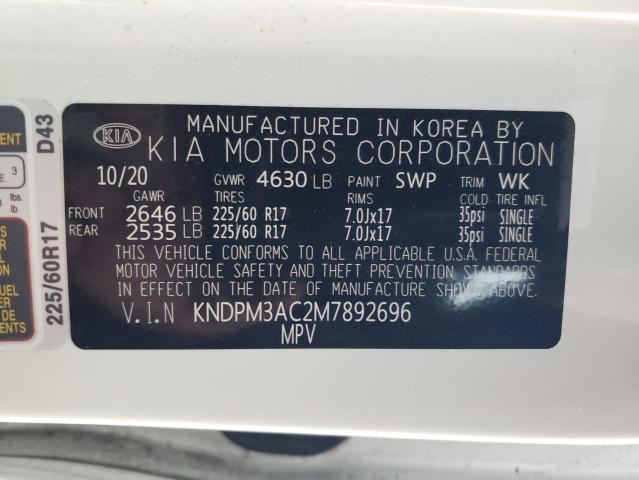 MANUFACTURED IN KOREA BY
KIA KIA MOTORS CORPORATION
10/20 GVWR 4630 LB PAINT SWP TRIM WK
GAWR TIRES RIMS COLD TIRE INFL
FRONT 2646 LB 225/60 R17 7.0Jx17 35psi SINGLE
REAR 2535 LB 225/60 R17 7.0Jx17 35psi SINGLE
THIS VEHICLE CONFORMS TO ALL APPLICABLE U.S.A. FEDERAL
MOTOR VEHICLE SAFETY AND THEFT PREVENTION STANDARDS
IN EFFECT ON THE DATE OF MANUFACTURE SHOWN ABOVE.
V.I.N KNDPM3AC2M7892696
MPV
225/60R17 D43
3
lbs.